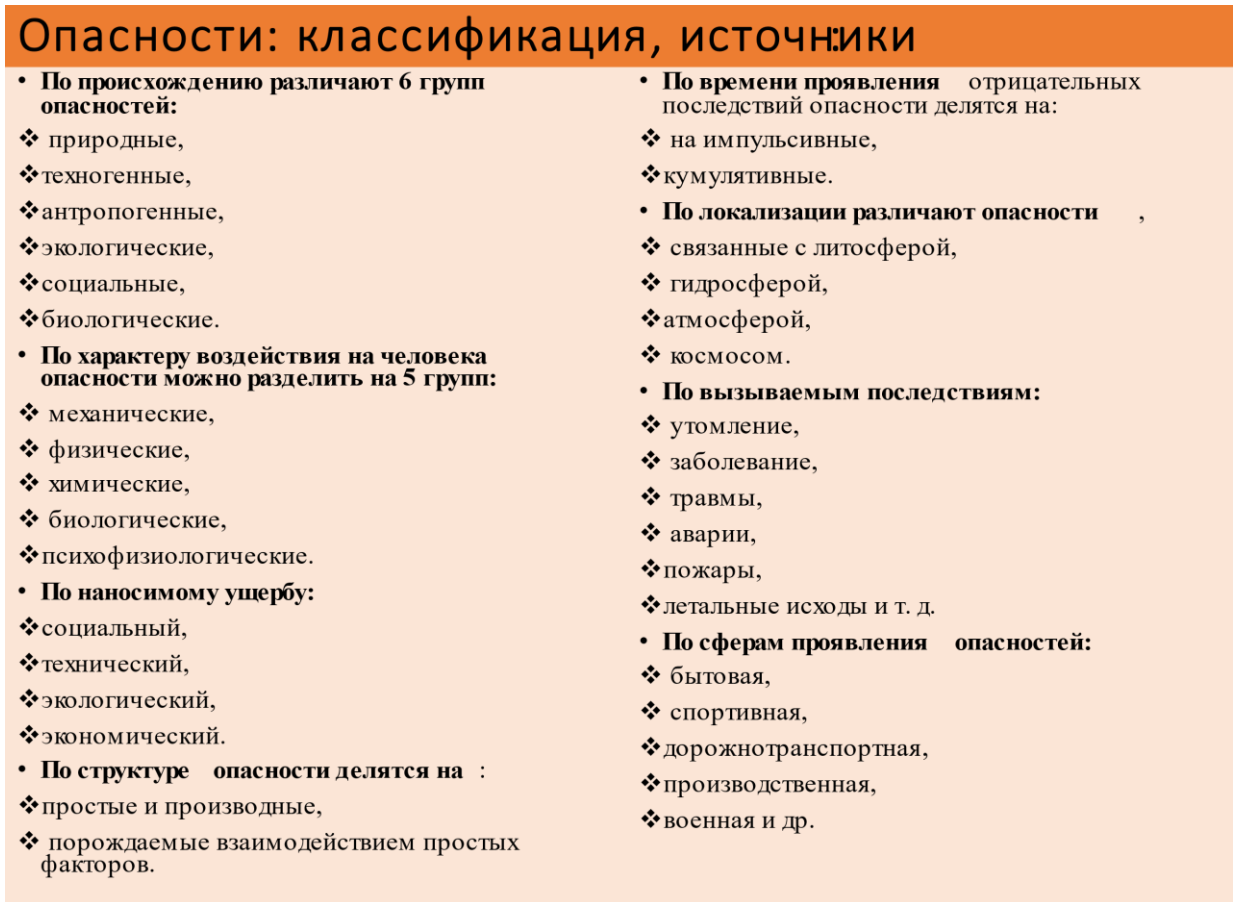 Опасности: классификация, источники:
• По происхождению различают 6 групп
опасностей:
❖ природные,
❖техногенные,
❖антропогенные,
❖экологические,
❖социальные,
❖биологические.
• По характеру воздействия на человека
опасности можно разделить на 5 групп:
❖ механические,
❖ физические,
❖ химические,
❖ биологические,
❖психофизиологические.
• По наносимому ущербу:
❖социальный,
❖технический,
❖экологический,
❖экономический.
• По структуре опасности делятся на :
❖простые и производные,
❖ порождаемые взаимодействием простых
факторов.
• По времени проявления отрицательных
последствий опасности делятся на:
❖ на импульсивные,
❖кумулятивные.
• По локализации различают опасности ,
❖ связанные с литосферой,
❖ гидросферой,
❖атмосферой,
❖ космосом.
• По вызываемым последствиям:
❖ утомление,
❖ заболевание,
❖ травмы,
❖ аварии,
❖пожары,
❖летальные исходы и т. д.
• По сферам проявления опасностей:
❖ бытовая,
❖ спортивная,
❖дорожнотранспортная,
❖производственная,
❖военная и др.